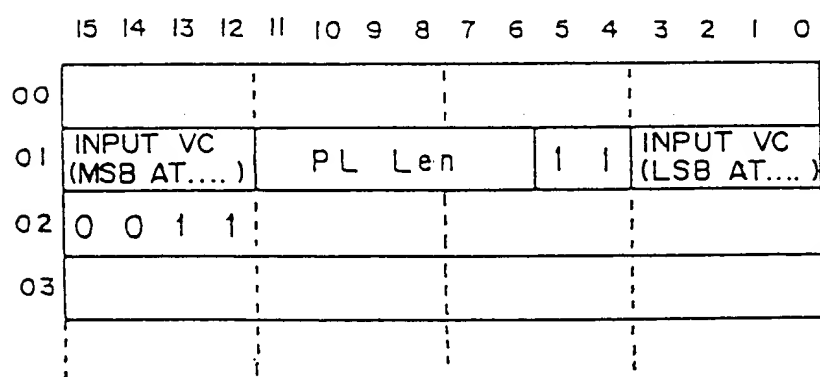 15 14 13 12 11 10 9 8 7 6 5 4 3 2 1 0
00
01 INPUT VC (MSB AT....) PL Len 1 1 INPUT VC (LSB AT....)
02 0 0 1 1
03